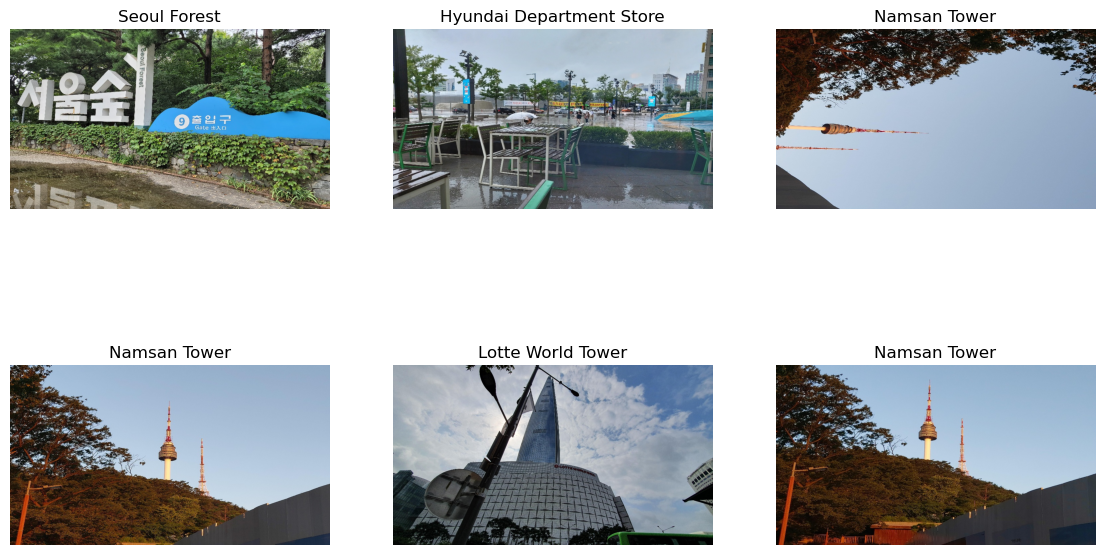 Seoul Forest
Hyundai Department Store
Namsan Tower
서울숲
Seoul Forest
9 출입구
Namsan Tower
Lotte World Tower
Namsan Tower